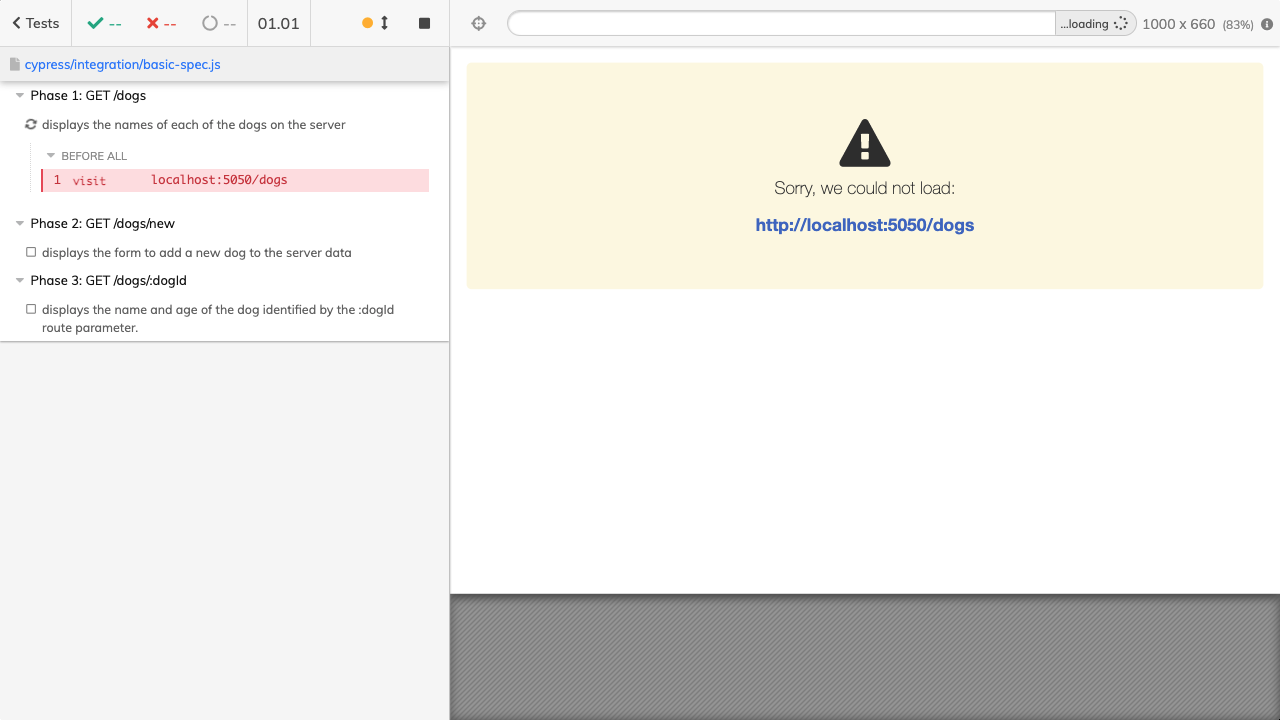 Tests -- -- -- 01.01
...loading 1000 x 660 (83%)
cypress/integration/basic-spec.js
Phase 1: GET /dogs
displays the names of each of the dogs on the server
BEFORE ALL
1 visit localhost:5050/dogs
Phase 2: GET /dogs/new
displays the form to add a new dog to the server data
Phase 3: GET /dogs/:dogId
displays the name and age of the dog identified by the :dogId
route parameter.
Sorry, we could not load:
http://localhost:5050/dogs